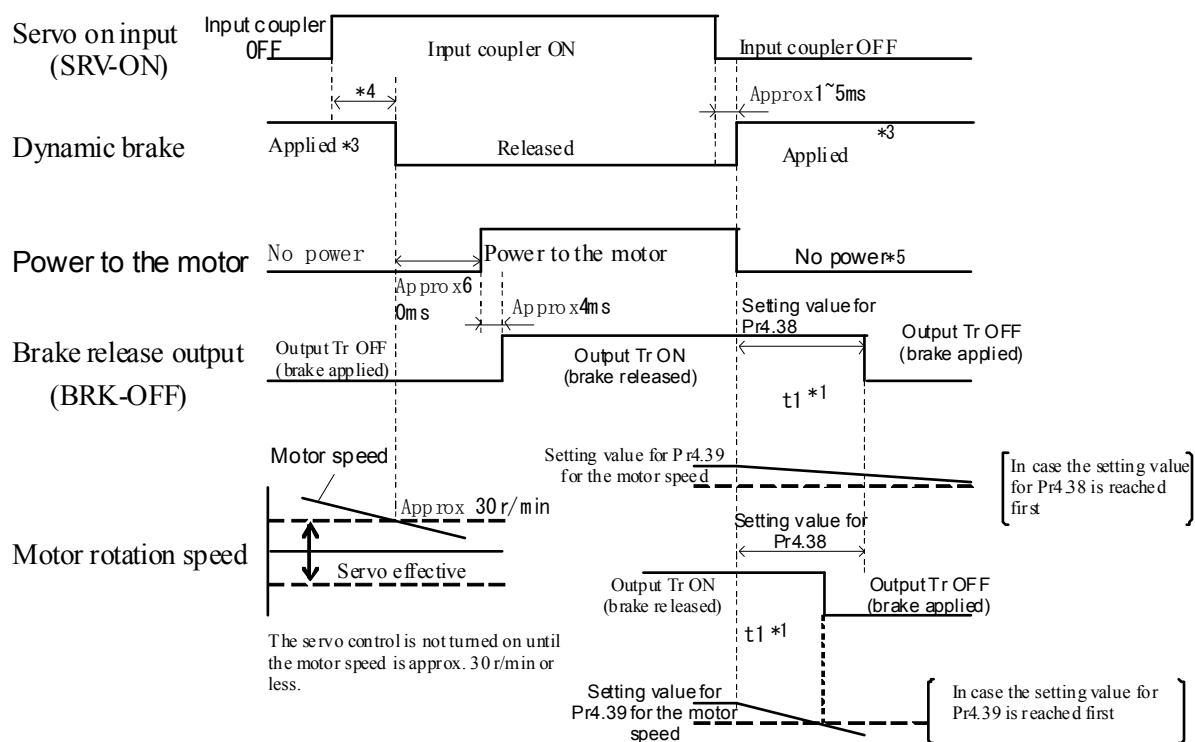 Servo on input
(SRV-ON)
Input coupler
OFF
Input coupler ON
Input coupler OFF
*4
Approx1~5ms
Dynamic brake
Applied *3
Released
*3
Applied
Power to the motor
No power
Power to the motor
No power*5
Approx6
0ms
Approx4ms
Setting value for
Pr4.38
Brake release output
(BRK-OFF)
Output Tr OFF
(brake applied)
Output Tr ON
(brake released)
Output Tr OFF
(brake applied)
t1 *1
Setting value for Pr4.39
for the motor speed
In case the setting value
for Pr4.38 is reached
first
Motor speed
Approx 30r/min
Motor rotation speed
Servo effective
The servo control is not turned on until
the motor speed is approx. 30 r/min or
less.
Setting value for
Pr4.38
Output Tr ON
(brake released)
Output Tr OFF
(brake applied)
t1 *1
Setting value for
Pr4.39 for the motor
speed
In case the setting value for
Pr4.39 is reached first